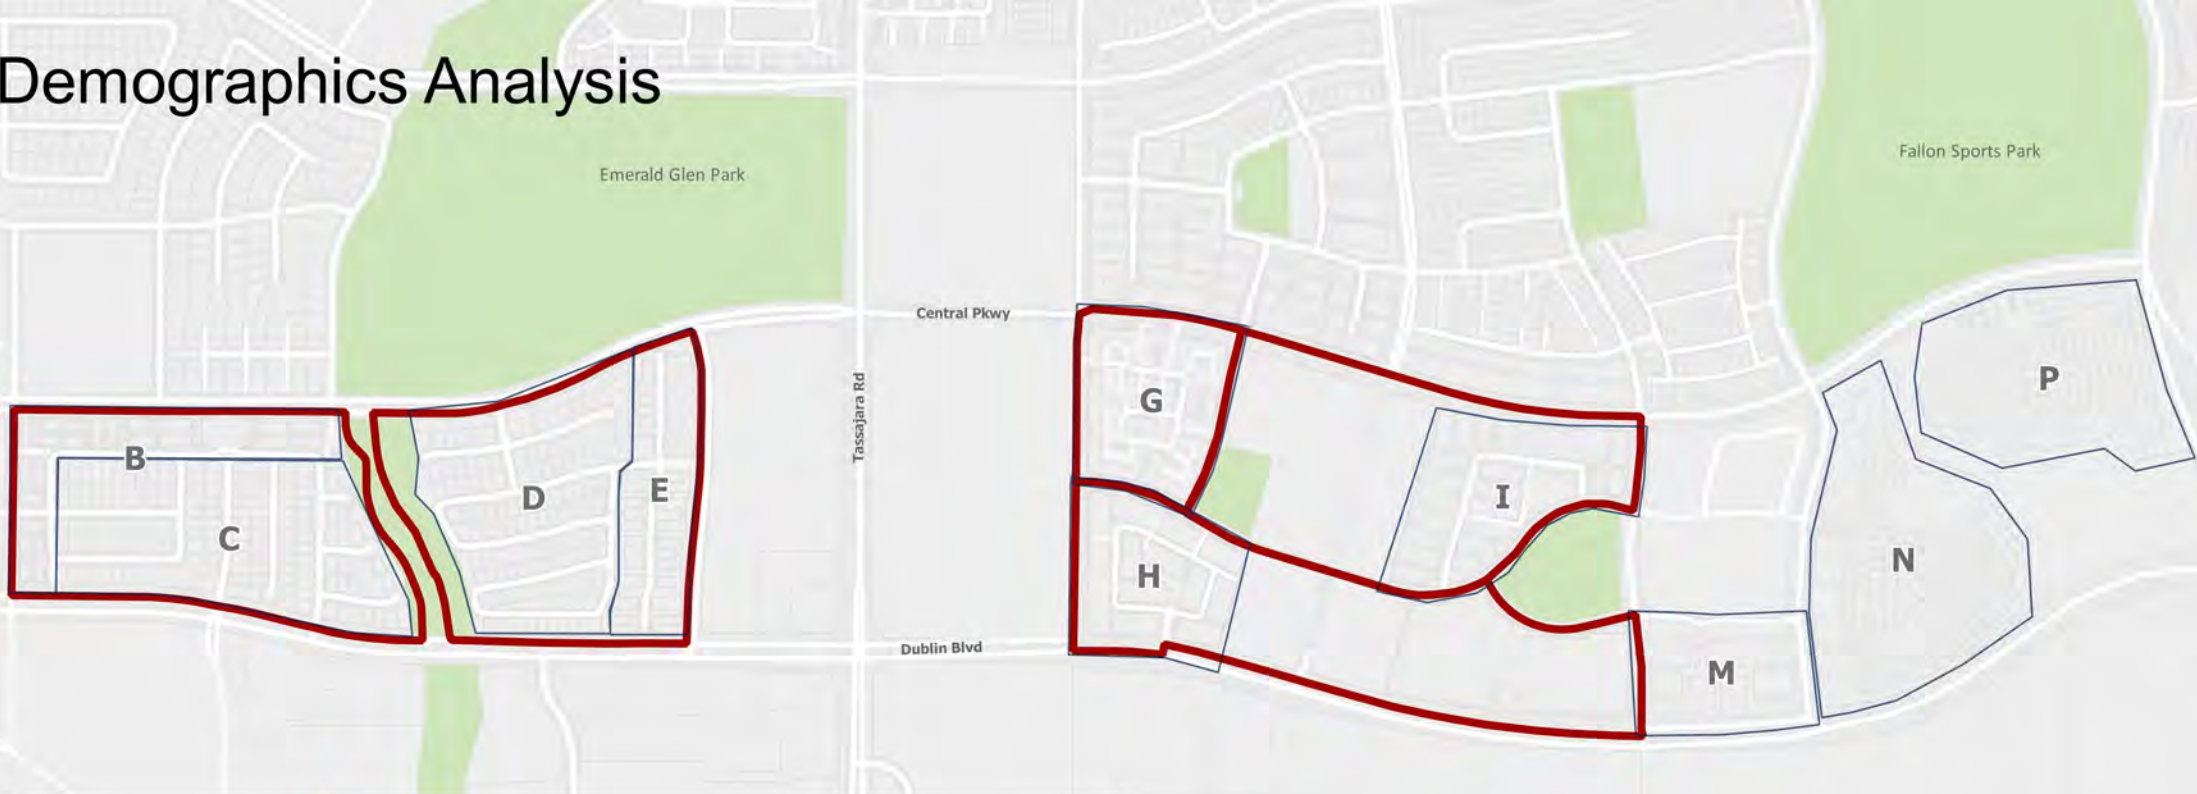 Demographics Analysis
Emerald Glen Park
Fallon Sports Park
Central Pkwy
Tassajara Rd
Dublin Blvd
B
C
D
E
G
H
I
M
N
P